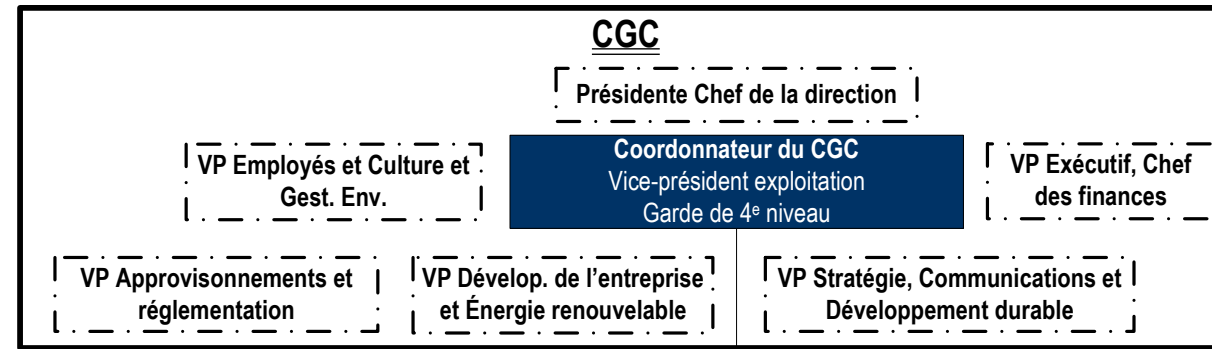 CGC
Présidente Chef de la direction
VP Employés et Culture et
Gest. Env.
Coordonnateur du CGC
Vice-président exploitation
Garde de 4e niveau
VP Exécutif, Chef
des finances
VP Approvisonnements et
réglementation
VP Dévelop. de l'entreprise
et Énergie renouvelable
VP Stratégie, Communications et
Développement durable